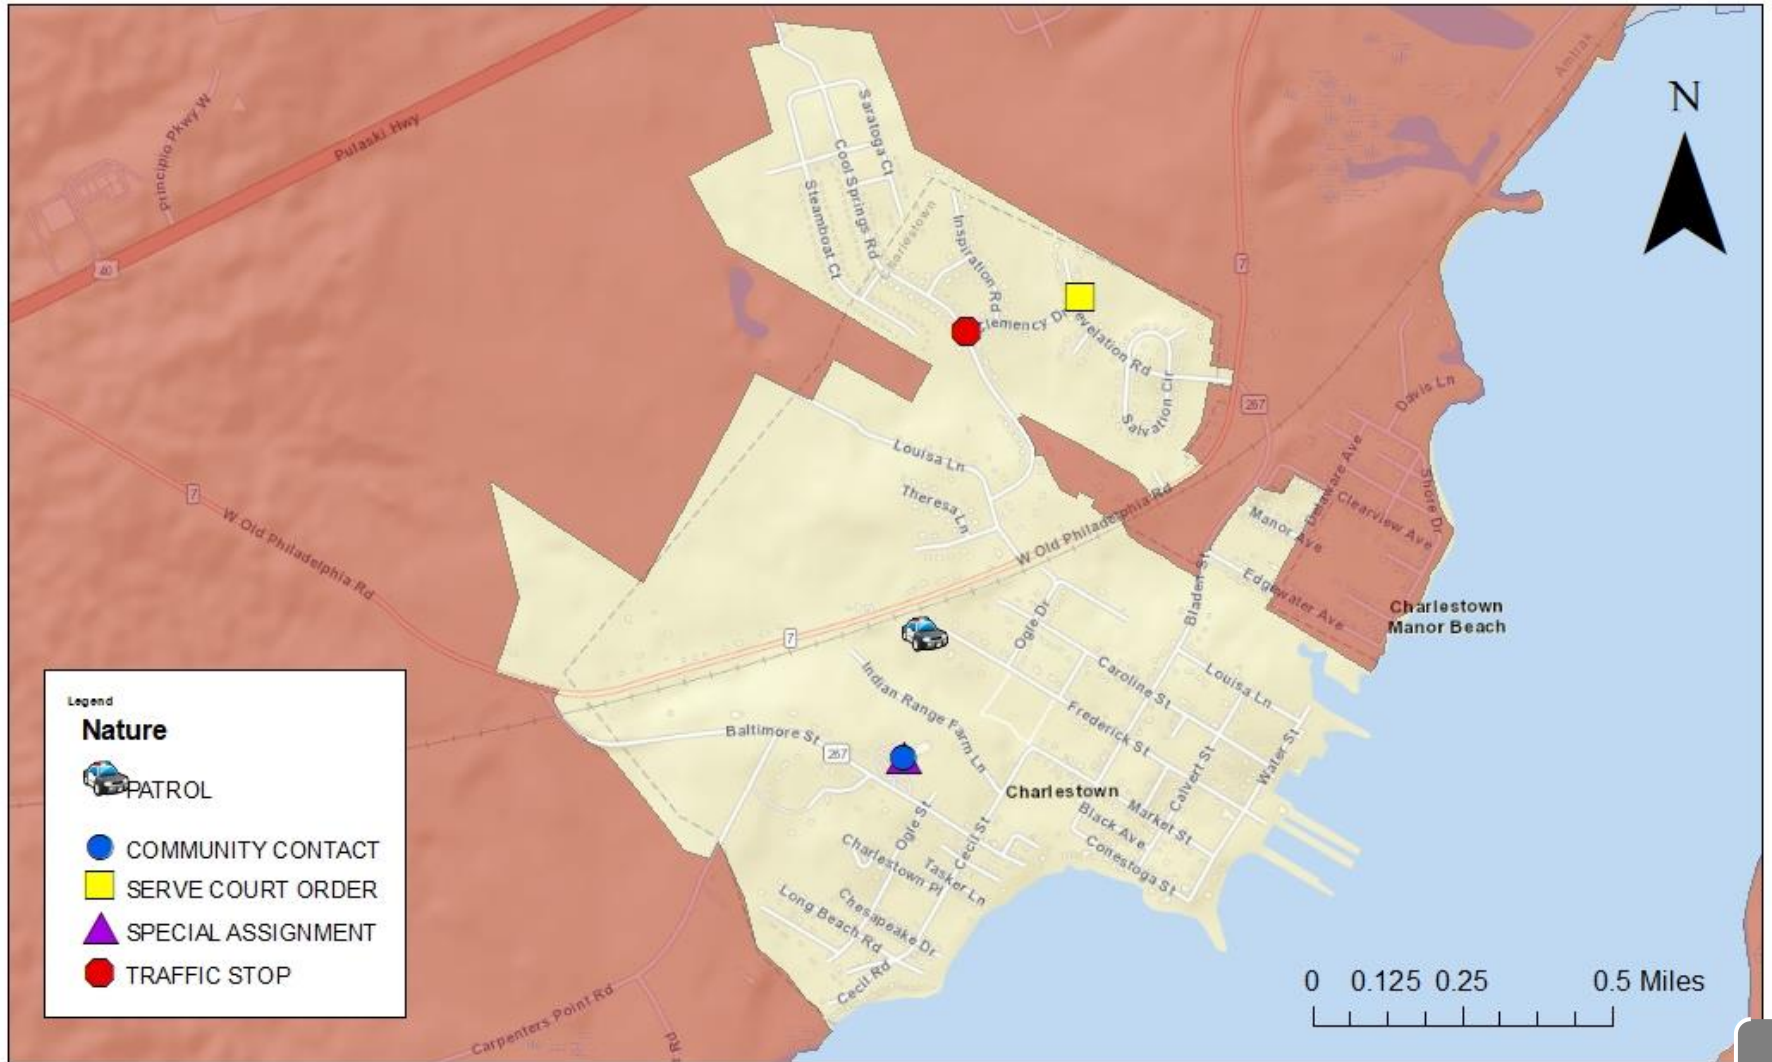 Amtrak
N
Principio Pkwy W
Pulaski Hwy
Saratoga Ct
Cool Springs Rd
Steamboat Ct
Charlestown
Inspiration Rd
40
7
Clemency Dr
evelation Rd
Salvation Cir
267
Davis Ln
Louisa Ln
Delaware Ave
Shore Dr
Clearview Ave
7
Theresa Ln
W Old Philadelphia Rd
Manor Ave
W Old Philadelphia Rd
Bladen St
Edgewater Ave
Charlestown
Manor Beach
7
Ogle Dr
Indian Range Farm Ln
Caroline St
Louisa Ln
Frederick St
Baltimore St
267
Water St
Calvert St
Charlestown
Market St
Black Ave
Conestoga St
Ogle St
Cecil St
Charlestown Pl
Tasker Ln
Long Beach Rd
Chesapeake Dr
Cecil Rd
Carpenters Point Rd
Rd
Legend
Nature
PATROL
COMMUNITY CONTACT
SERVE COURT ORDER
SPECIAL ASSIGNMENT
TRAFFIC STOP
0 0.125 0.25 0.5 Miles